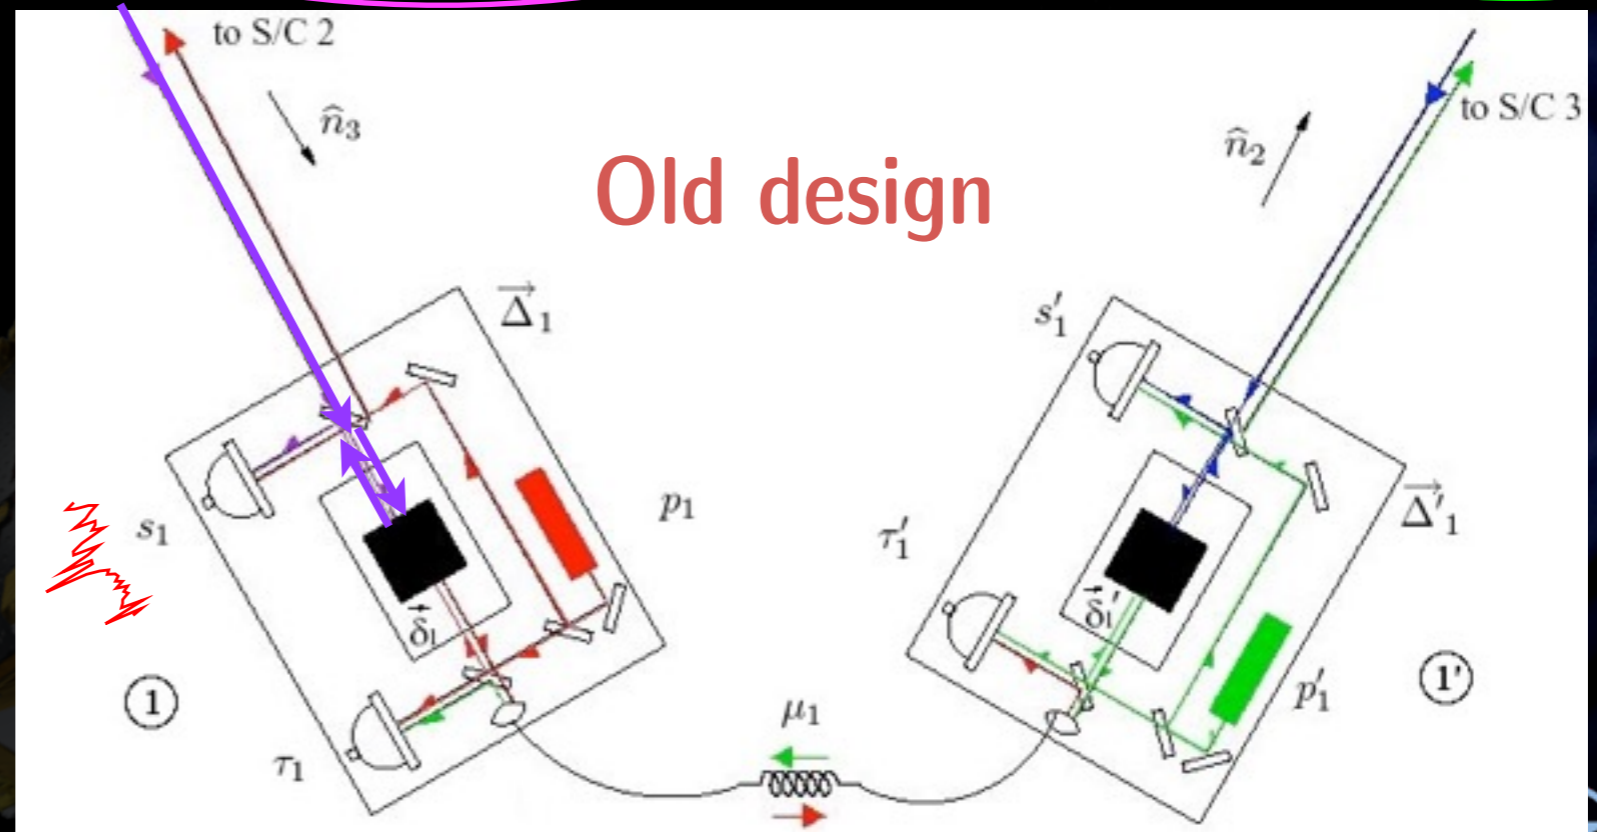 to S/C 2
n̂₃
Old design
n̂₂
to S/C 3
Δ⃗₁
s′₁
s₁
p₁
τ′₁
Δ⃗′₁
δ⃗₁
δ⃗₁′
1
μ₁
p′₁
1'
τ₁